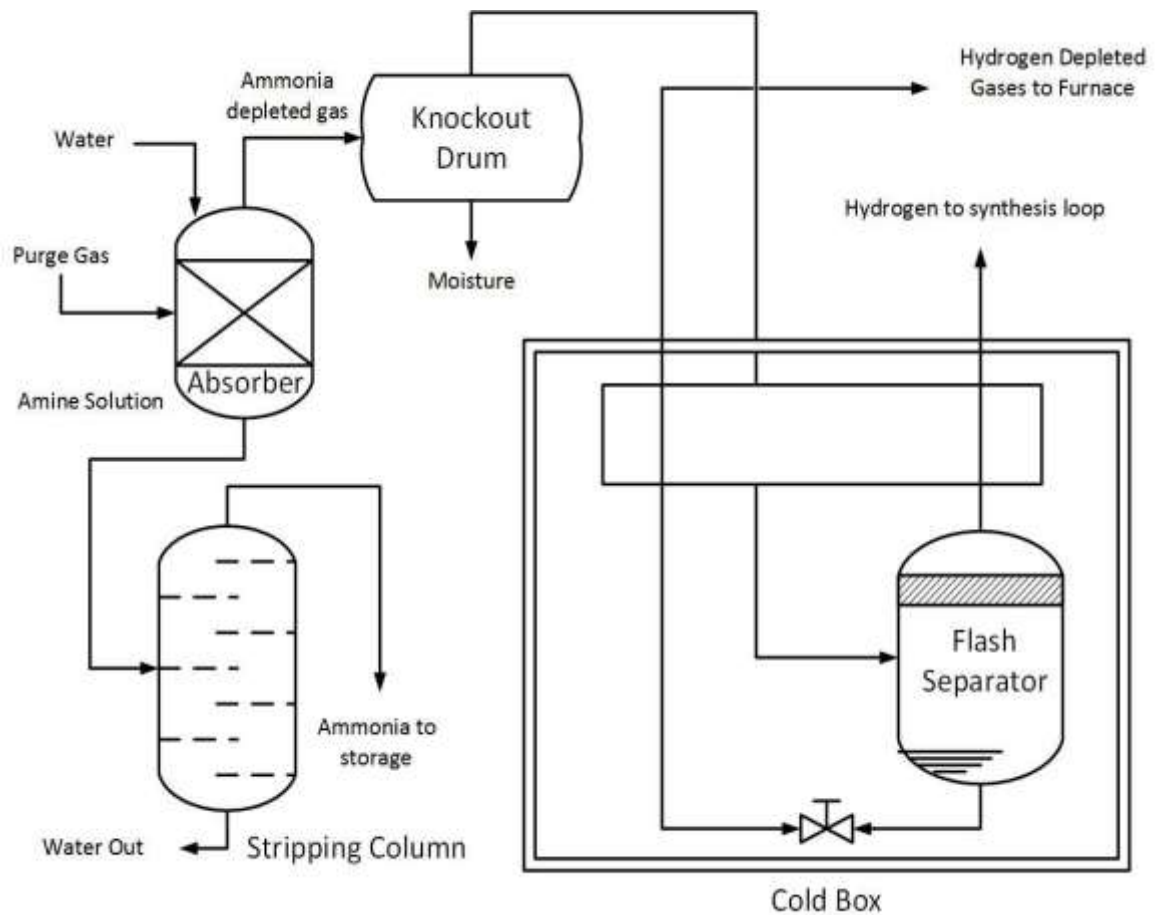 Hydrogen Depleted
Gases to Furnace
Ammonia
depleted gas
Knockout
Drum
Water
Hydrogen to synthesis loop
Purge Gas
Moisture
Absorber
Amine Solution
Flash
Separator
Ammonia to
storage
Water Out
Stripping Column
Cold Box